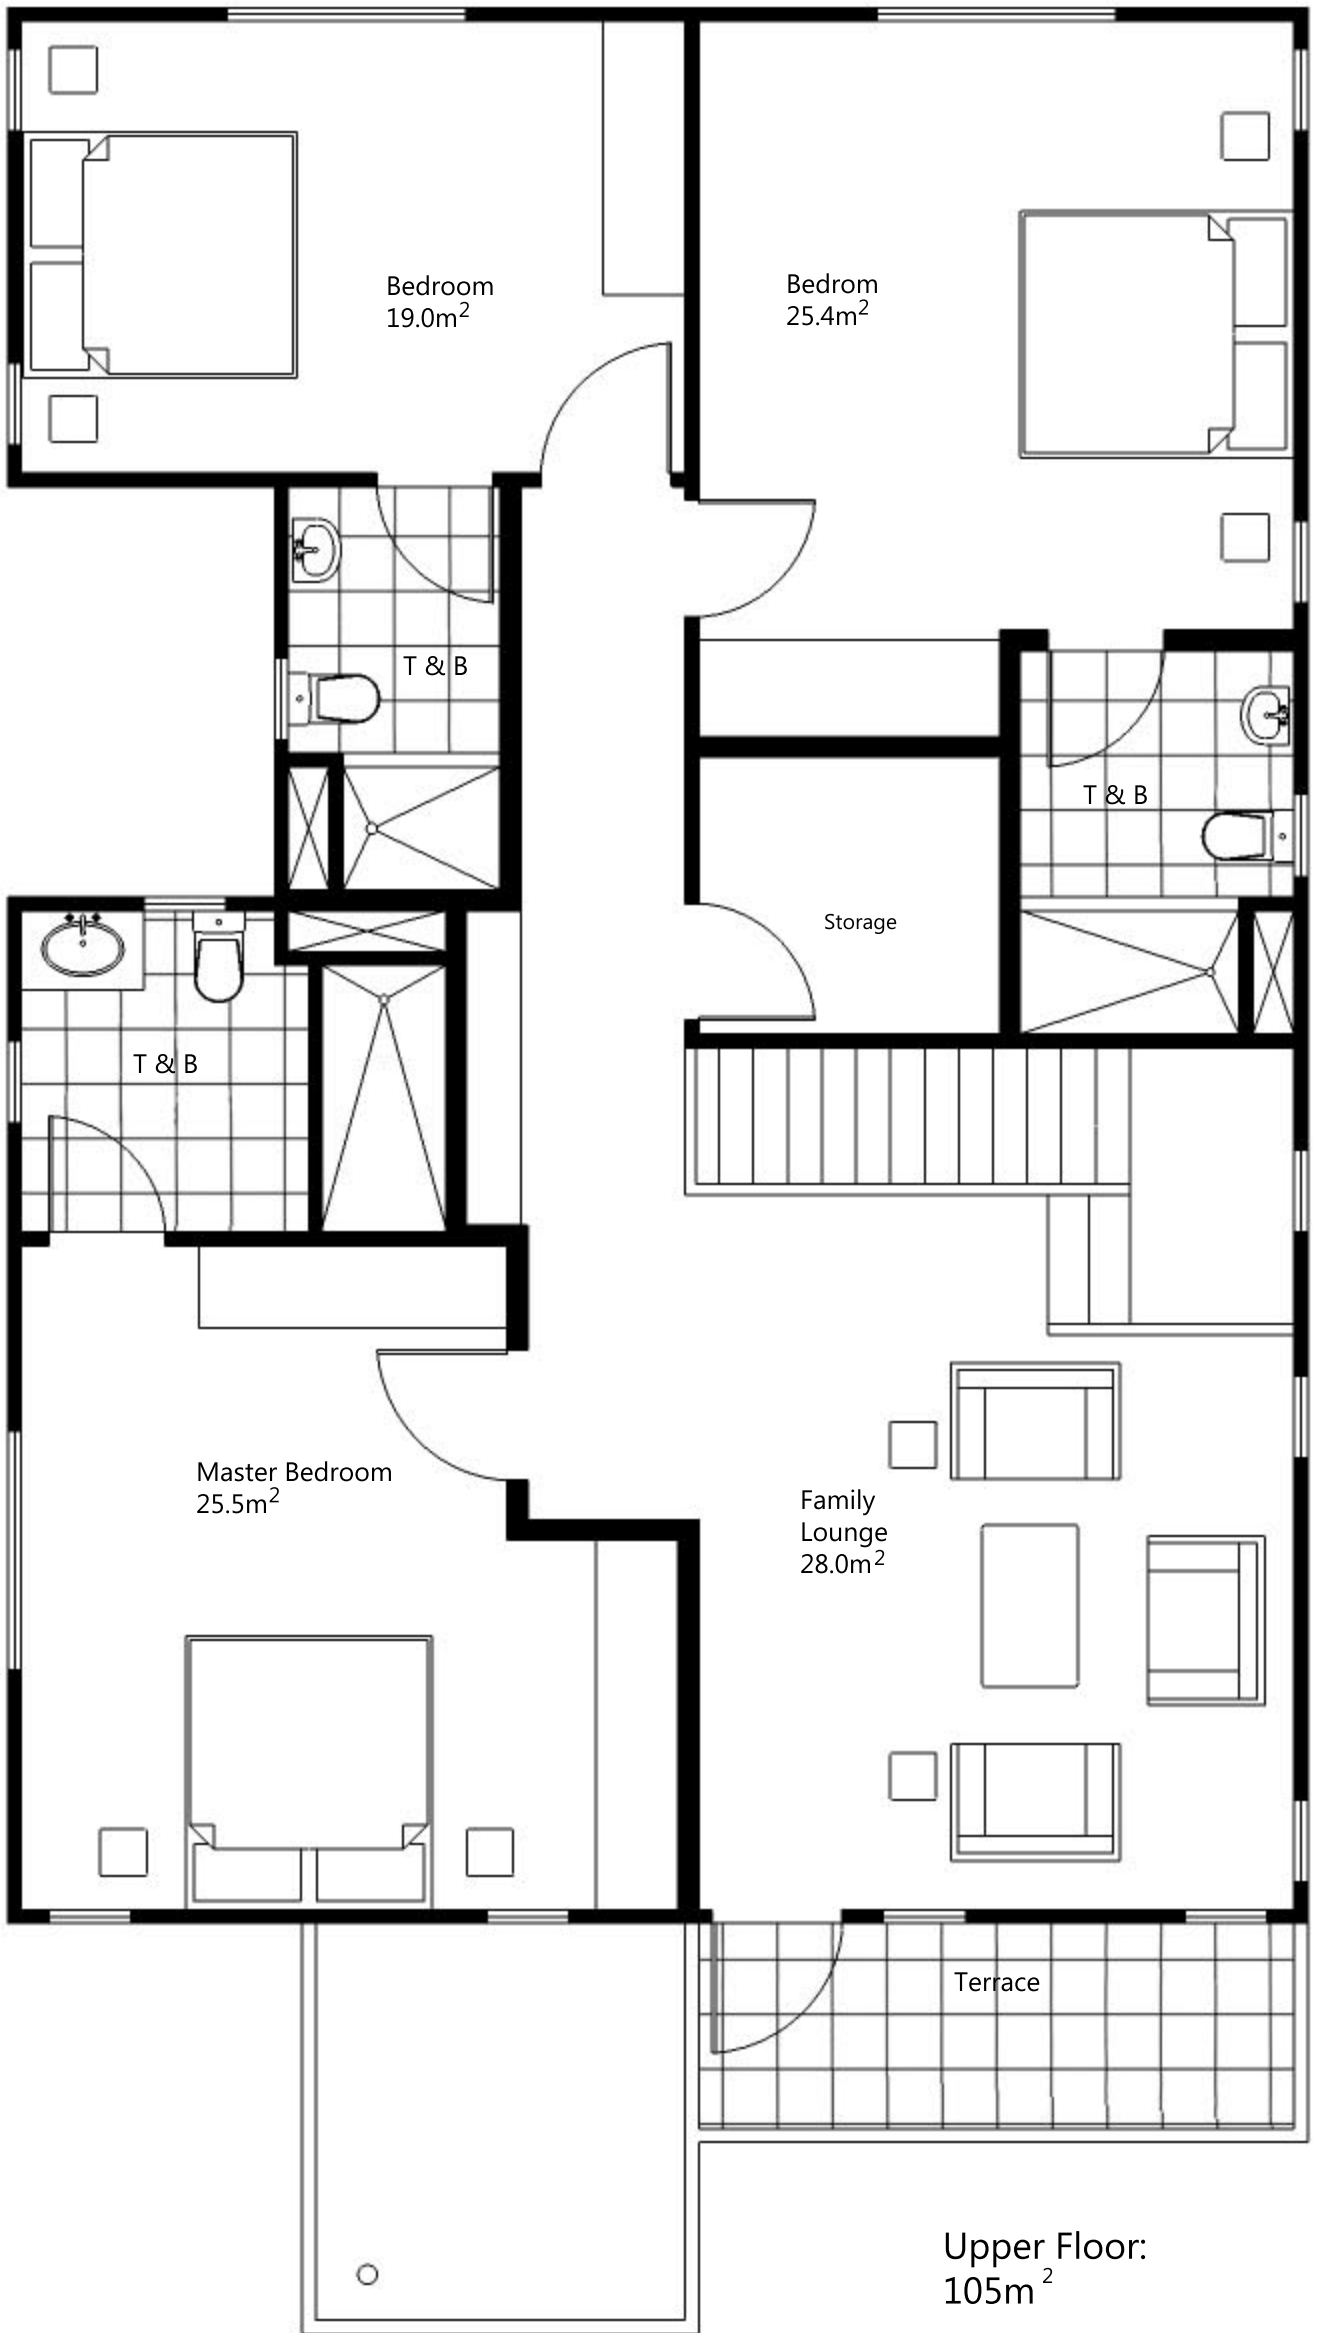 Bedroom
19.0m²
Bedrom
25.4m²
T & B
T & B
Storage
T & B
Master Bedroom
25.5m²
Family
Lounge
28.0m²
Terrace
Upper Floor:
105m²